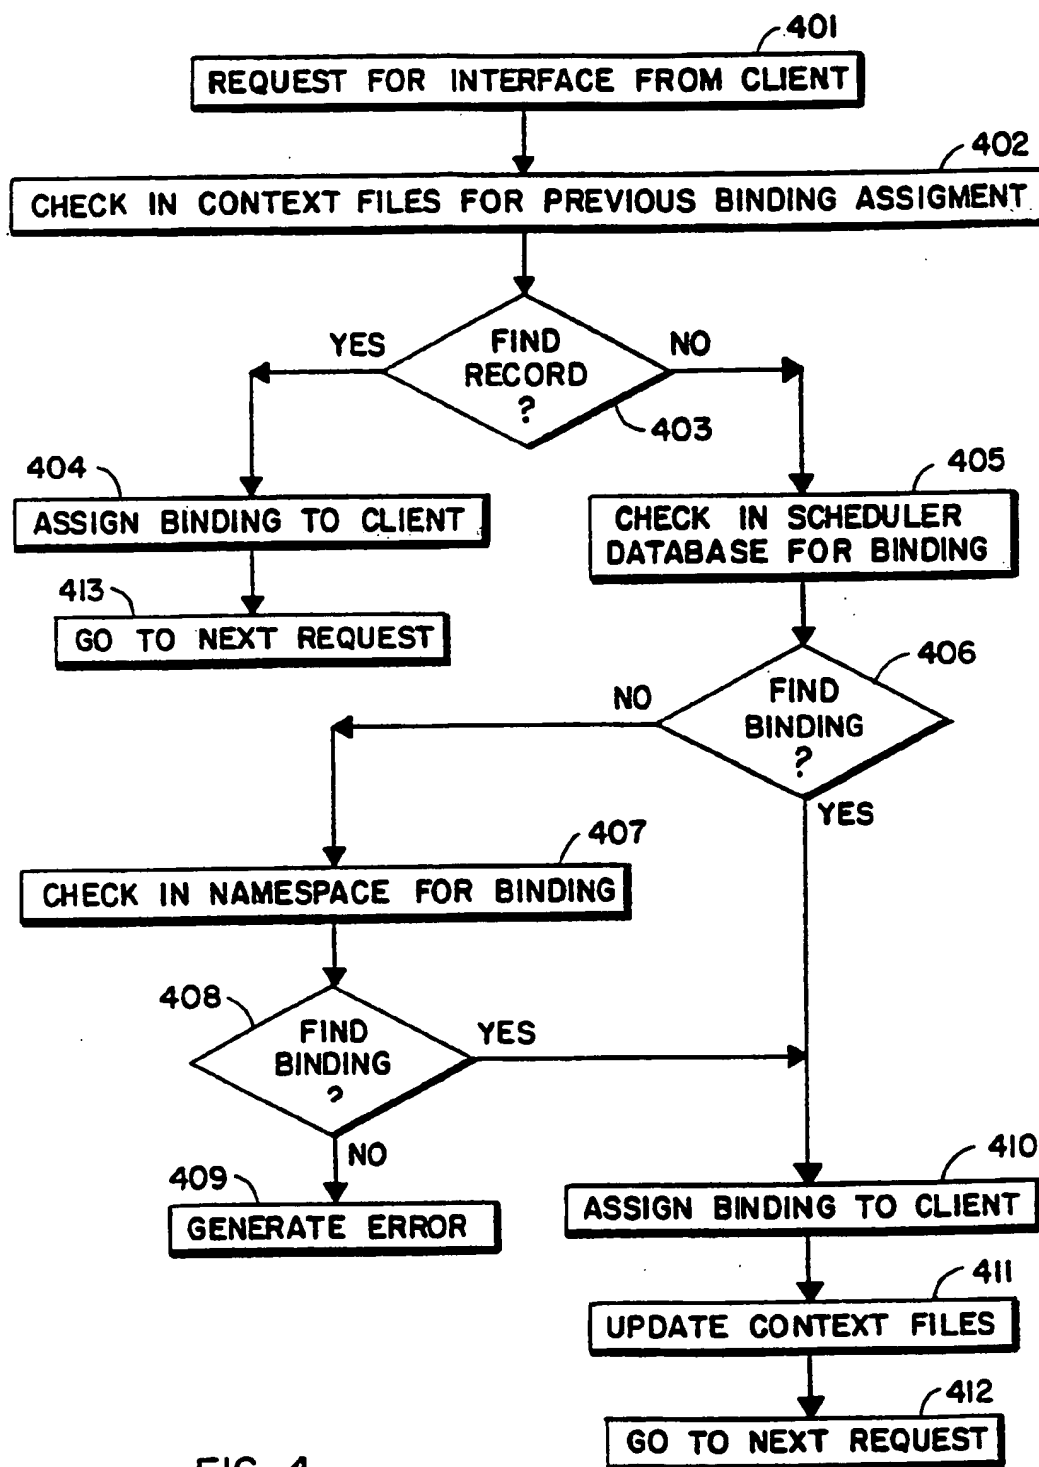 401
REQUEST FOR INTERFACE FROM CLIENT
402
CHECK IN CONTEXT FILES FOR PREVIOUS BINDING ASSIGMENT
YES
FIND
RECORD
?
NO
403
404
ASSIGN BINDING TO CLIENT
405
CHECK IN SCHEDULER
DATABASE FOR BINDING
413
GO TO NEXT REQUEST
406
NO
FIND
BINDING
?
YES
407
CHECK IN NAMESPACE FOR BINDING
408
FIND
BINDING
?
YES
NO
409
GENERATE ERROR
410
ASSIGN BINDING TO CLIENT
411
UPDATE CONTEXT FILES
412
GO TO NEXT REQUEST
FIG. 4